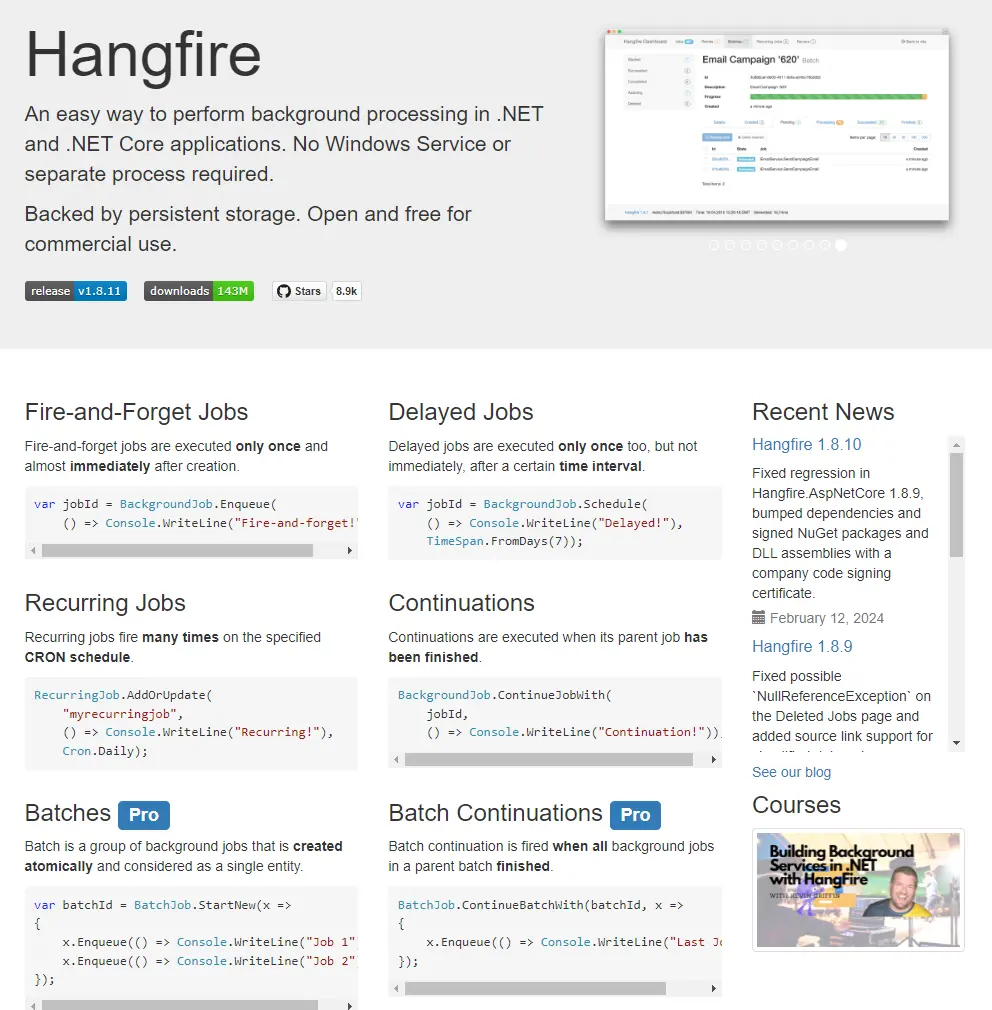 Hangfire
An easy way to perform background processing in .NET
and .NET Core applications. No Windows Service or
separate process required.
Backed by persistent storage. Open and free for
commercial use.
release v1.8.11 downloads 143M Stars 8.9k
Email Campaign '620' Batch
Id
Description
Progress
Created a minute ago
Fire-and-Forget Jobs
Fire-and-forget jobs are executed only once and
almost immediately after creation.
var jobId = BackgroundJob.Enqueue(
() => Console.WriteLine("Fire-and-forget!"
Delayed Jobs
Delayed jobs are executed only once too, but not
immediately, after a certain time interval.
var jobId = BackgroundJob.Schedule(
() => Console.WriteLine("Delayed!"),
TimeSpan.FromDays(7));
Recurring Jobs
Recurring jobs fire many times on the specified
CRON schedule.
RecurringJob.AddOrUpdate(
"myrecurringjob",
() => Console.WriteLine("Recurring!"),
Cron.Daily);
Continuations
Continuations are executed when its parent job has
been finished.
BackgroundJob.ContinueJobWith(
jobId,
() => Console.WriteLine("Continuation!"))
Batches Pro
Batch is a group of background jobs that is created
atomically and considered as a single entity.
var batchId = BatchJob.StartNew(x =>
{
x.Enqueue(() => Console.WriteLine("Job 1"
x.Enqueue(() => Console.WriteLine("Job 2"
});
Batch Continuations Pro
Batch continuation is fired when all background jobs
in a parent batch finished.
BatchJob.ContinueBatchWith(batchId, x =>
{
x.Enqueue(() => Console.WriteLine("Last Jo
});
Recent News
Hangfire 1.8.10
Fixed regression in
Hangfire.AspNetCore 1.8.9,
bumped dependencies and
signed NuGet packages and
DLL assemblies with a
company code signing
certificate.
February 12, 2024
Hangfire 1.8.9
Fixed possible
`NullReferenceException` on
the Deleted Jobs page and
added source link support for
See our blog
Courses
Building Background
Services in .NET
with HangFire
WITH KEVIN GRIFFIN